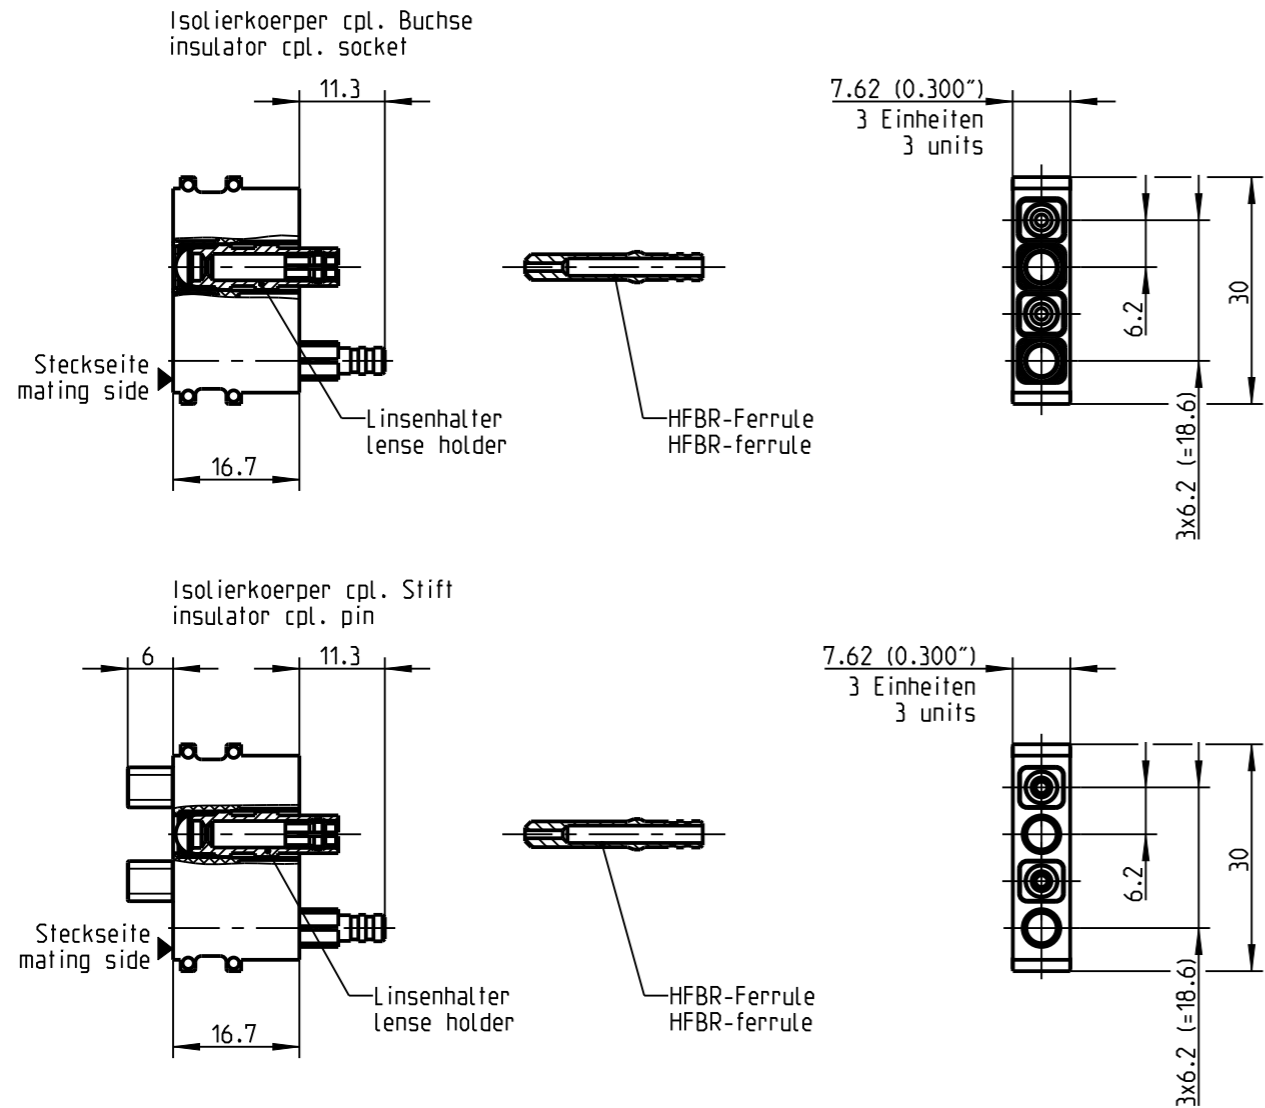 Isolierkoerper cpl. Buchse
insulator cpl. socket
11.3
7.62 (0.300")
3 Einheiten
3 units
6.2
30
3x6.2 (=18.6)
Steckseite
mating side
Linsenhalter
lense holder
HFBR-Ferrule
HFBR-ferrule
16.7
Isolierkoerper cpl. Stift
insulator cpl. pin
6
11.3
7.62 (0.300")
3 Einheiten
3 units
6.2
30
3x6.2 (=18.6)
Steckseite
mating side
Linsenhalter
lense holder
HFBR-Ferrule
HFBR-ferrule
16.7